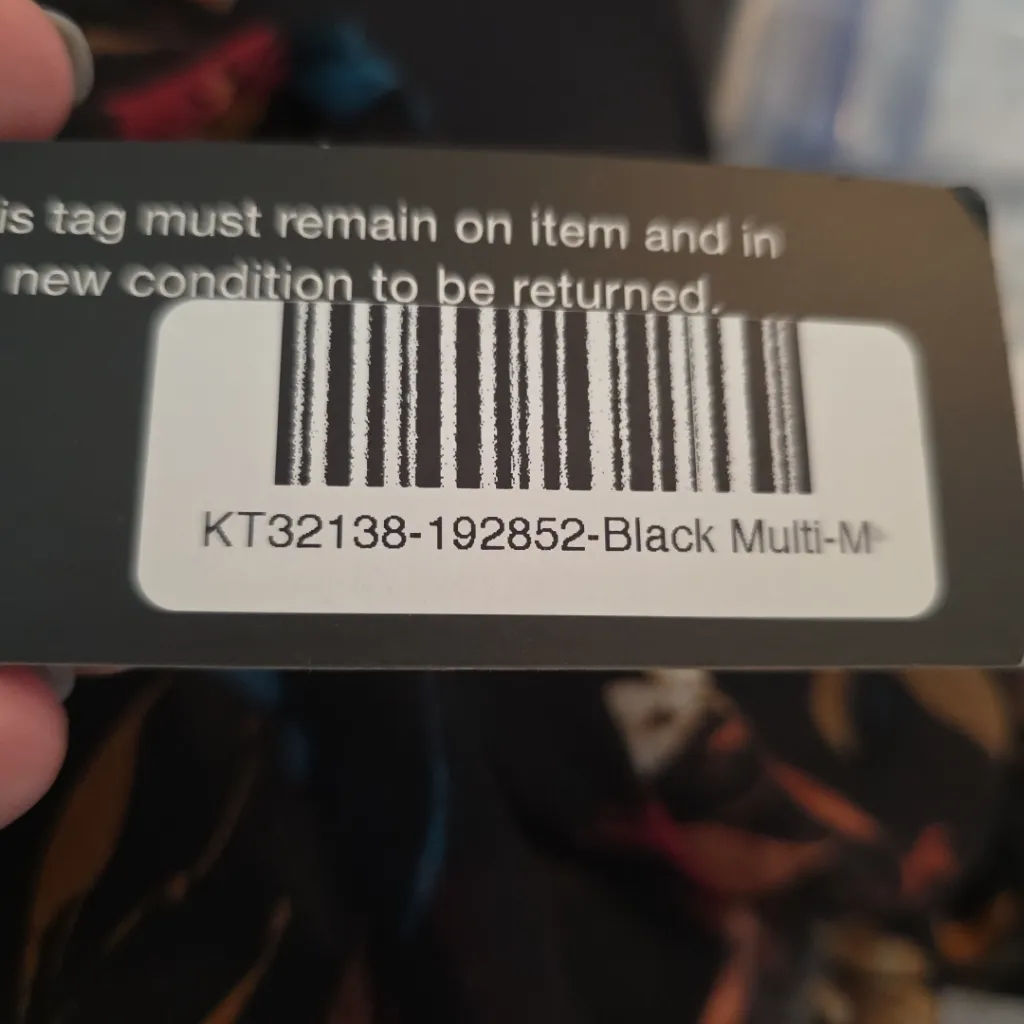 is tag must remain on item and in
new condition to be returned.
KT32138-192852-Black Multi-M